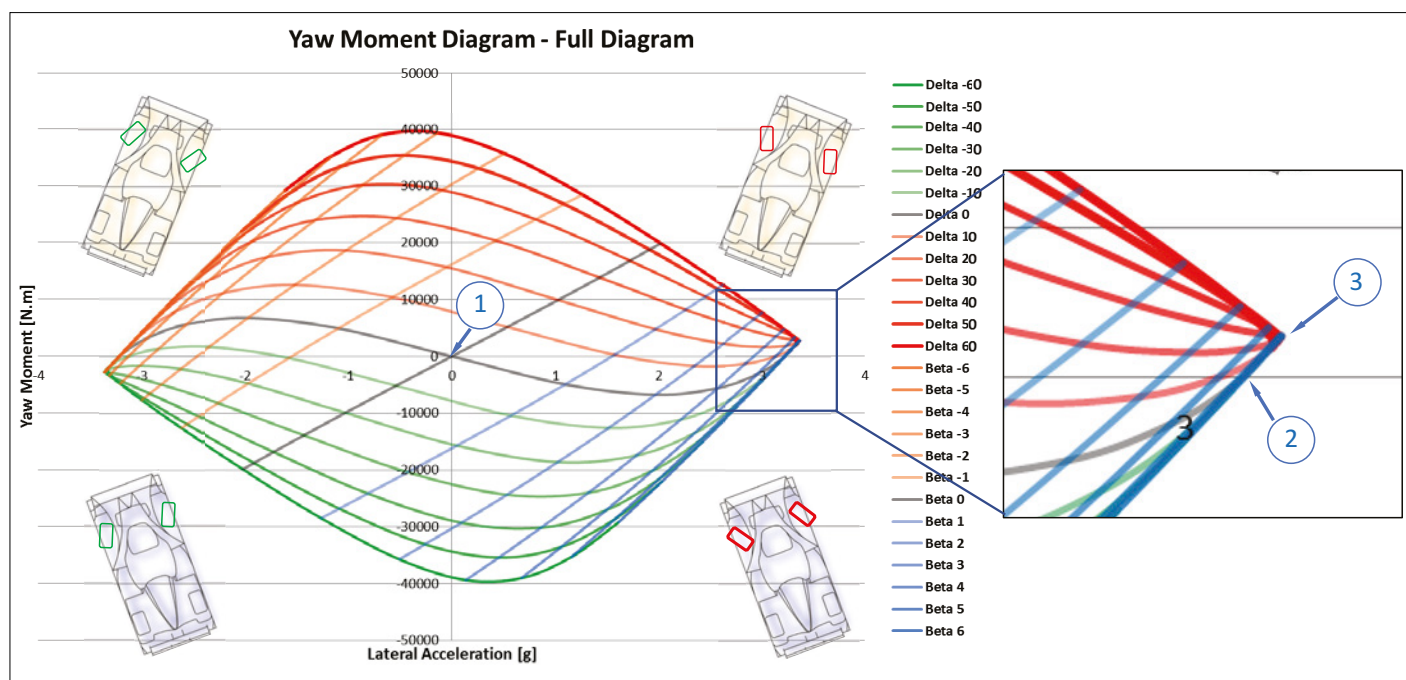 Yaw Moment Diagram - Full Diagram
50000
40000
30000
20000
10000
0
-10000
-20000
-30000
-40000
-50000
-4
-3
-2
-1
0
1
2
3
4
Yaw Moment [N.m]
Lateral Acceleration [g]
1
Delta -60
Delta -50
Delta -40
Delta -30
Delta -20
Delta -10
Delta 0
Delta 10
Delta 20
Delta 30
Delta 40
Delta 50
Delta 60
Beta -6
Beta -5
Beta -4
Beta -3
Beta -2
Beta -1
Beta 0
Beta 1
Beta 2
Beta 3
Beta 4
Beta 5
Beta 6
3
3
2